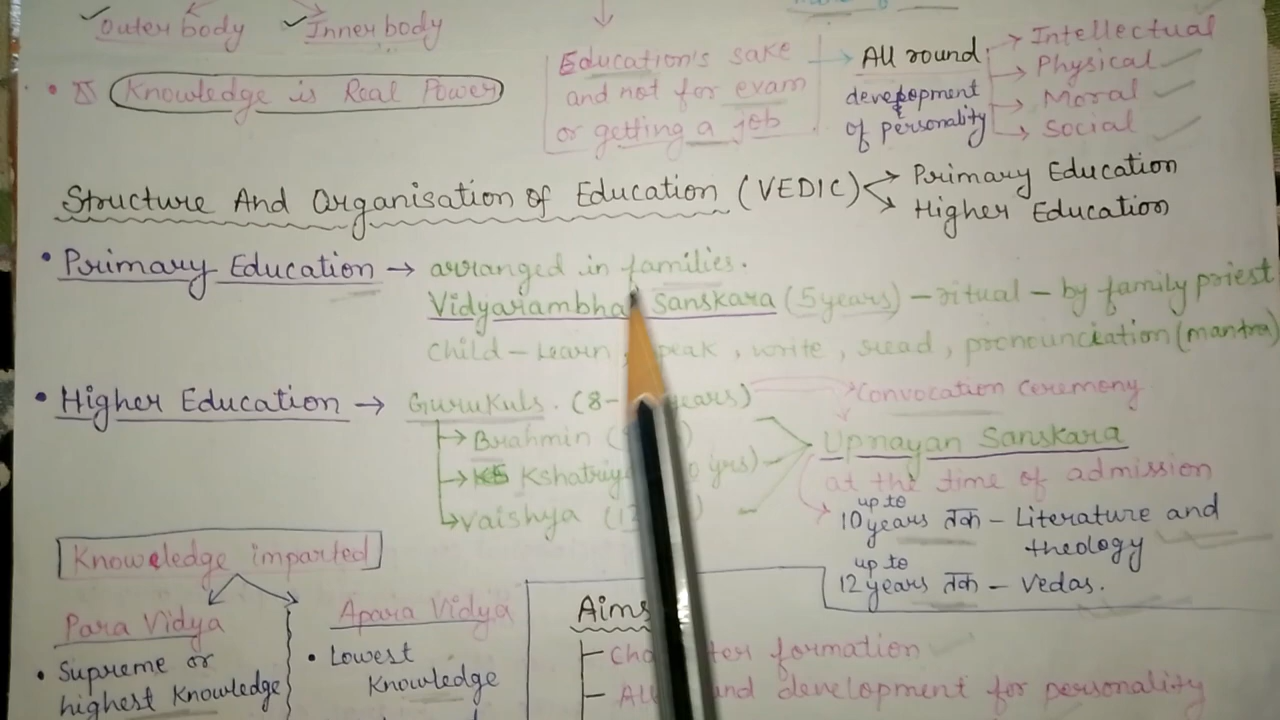 Outer body Inner body
Knowledge is Real Power
Education's sake
and not for exam
or getting a job
All round
development
of personality
Intellectual
Physical
Moral
Social
Structure And Organisation of Education (VEDIC)
Primary Education
Higher Education
Primary Education → arranged in families.
Vidyarambha Sanskara (5years) – ritual – by family priest
child – learn, write, read, pronounciation (mantra)
Higher Education → Gurukuls. (8-
Brahmin
Kshatriya
Vaishya
Convocation ceremony
Upnayan Sanskara
at the time of admission
up to
10 years तक – Literature and
theology
up to
12 years तक – Vedas.
Knowledge imparted
Para Vidya
• Supreme or
highest Knowledge
Apara Vidya
• Lowest
Knowledge
Aims
formation
development for personality